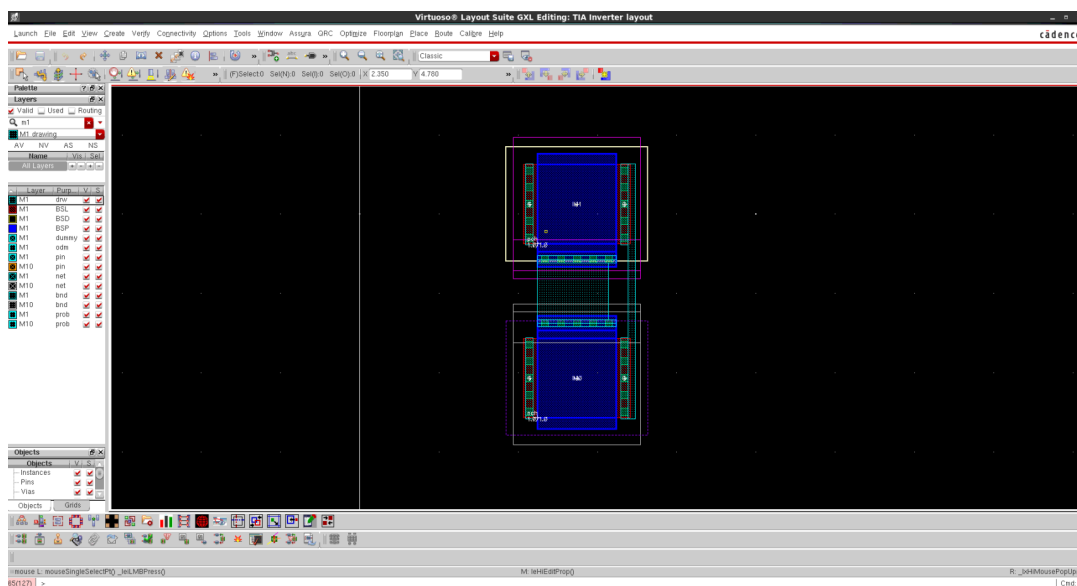 Virtuoso® Layout Suite GXL Editing: TIA Inverter layout
Launch File Edit View Create Verify Connectivity Options Tools Window Assura QRC Optimize Floorplan Place Route Calibre Help
cādence
Classic
(F)Select:0 Sel(N):0 Sel(I):0 Sel(O):0 X 2.350 Y 4.780
Palette
Layers
Valid Used Routing
m1
M1 drawing
AV NV AS NS
Name Vis Sel
All Layers
Layer Purp... V S
M1 drw
M1 BSL
M1 BSD
M1 BSP
M1 dummy
M1 odm
M1 pin
M10 pin
M1 net
M10 net
M1 bnd
M10 bnd
M1 prob
M10 prob
Objects
Objects V S
Instances
Pins
Vias
Objects Grids
mouse L: mouseSingleSelectPt() _leiLMBPress()
M: leHiEditProp()
R: _lxHiMousePopUp
85(127) >
Cmd: